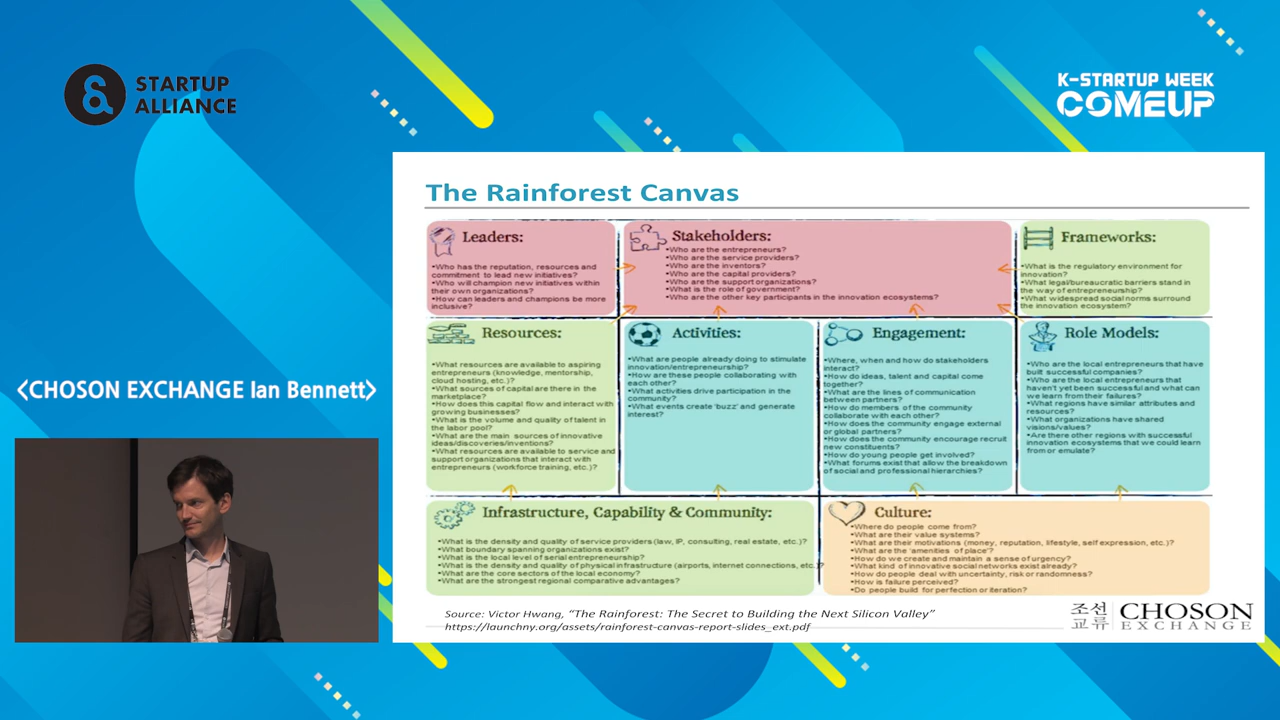 STARTUP
ALLIANCE
K-STARTUP WEEK
COMEUP
<CHOSON EXCHANGE Ian Bennett>
The Rainforest Canvas
Leaders:
•Who has the reputation, resources and
commitment to lead new initiatives?
•Who will champion new initiatives within
their own organizations?
•How can leaders and champions be more
inclusive?
Stakeholders:
•Who are the entrepreneurs?
•Who are the service providers?
•Who are the inventors?
•Who are the capital providers?
•Who are the support organizations?
•What is the role of government?
•Who are the other key participants in the innovation ecosystems?
Frameworks:
•What is the regulatory environment for
innovation?
•What legal/bureaucratic barriers stand in
the way of entrepreneurship?
•What widespread social norms surround
the innovation ecosystem?
Resources:
•What resources are available to aspiring
entrepreneurs (knowledge, mentorship,
cloud hosting, etc.)?
•What sources of capital are there in the
marketplace?
•How does this capital flow and interact with
growing businesses?
•What is the volume and quality of talent in
the labor pool?
•What are the main sources of innovative
ideas/discoveries/inventions?
•What resources are available to service and
support organizations that interact with
entrepreneurs (workforce training, etc.)?
Activities:
•What are people already doing to stimulate
innovation/entrepreneurship?
•How are these people collaborating with
each other?
•What activities drive participation in the
community?
•What events create 'buzz' and generate
interest?
Engagement:
•Where, when and how do stakeholders
interact?
•How do ideas, talent and capital come
together?
•What are the lines of communication
between partners?
•How do members of the community
collaborate with each other?
•How does the community engage external
or global partners?
•How does the community encourage recruit
new constituents?
•How do young people get involved?
•What forums exist that allow the breakdown
of social and professional hierarchies?
Role Models:
•Who are the local entrepreneurs that have
built successful companies?
•Who are the local entrepreneurs that
haven't yet been successful and what can
we learn from their failures?
•What regions have similar attributes and
resources?
•What organizations have shared
visions/values?
•Are there other regions with successful
innovation ecosystems that we could learn
from or emulate?
Infrastructure, Capability & Community:
•What is the density and quality of service providers (law, IP, consulting, real estate, etc.)?
•What boundary spanning organizations exist?
•What is the local level of serial entrepreneurship?
•What is the density and quality of physical infrastructure (airports, internet connections, etc.)?
•What are the core sectors of the local economy?
•What are the strongest regional comparative advantages?
Culture:
•Where do people come from?
•What are their value systems?
•What are their motivations (money, reputation, lifestyle, self expression, etc.)?
•What are the 'amenities of place'?
•How do we create and maintain a sense of urgency?
•What kind of innovative social networks exist already?
•How do people deal with uncertainty, risk or randomness?
•How is failure perceived?
•Do people build for perfection or iteration?
Source: Victor Hwang, “The Rainforest: The Secret to Building the Next Silicon Valley”
https://launchny.org/assets/rainforest-canvas-report-slides_ext.pdf
조선
교류
CHOSON
EXCHANGE